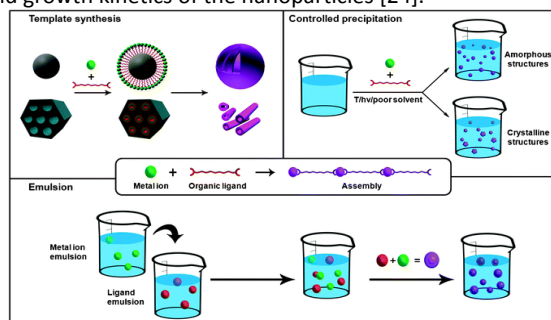 growth kinetics of the nanoparticles [24].
Template synthesis
Controlled precipitation
+
+
T/hv/poor solvent
Amorphous
structures
Crystalline
structures
+
Metal ion
Organic ligand
Assembly
Emulsion
Metal ion
emulsion
Ligand
emulsion
+ =